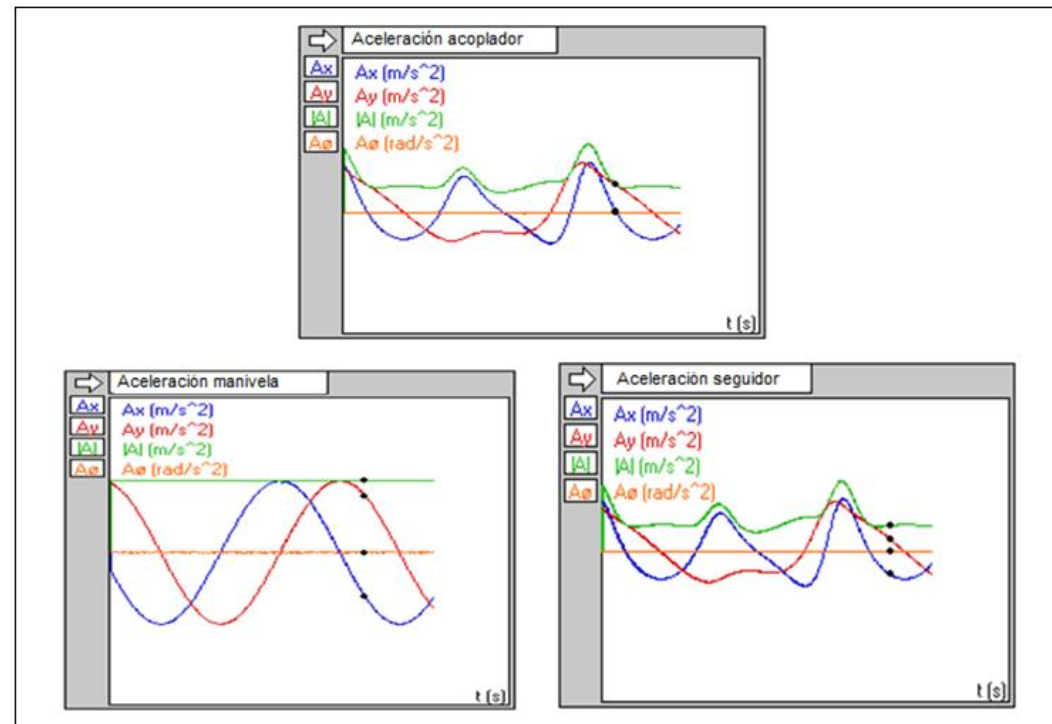 Aceleración acoplador
Ax
Ay
|A|
Aø
Ax (m/s^2)
Ay (m/s^2)
|A| (m/s^2)
Aø (rad/s^2)
t (s)
Aceleración manivela
Ax
Ay
|A|
Aø
Ax (m/s^2)
Ay (m/s^2)
|A| (m/s^2)
Aø (rad/s^2)
t (s)
Aceleración seguidor
Ax
Ay
|A|
Aø
Ax (m/s^2)
Ay (m/s^2)
|A| (m/s^2)
Aø (rad/s^2)
t (s)